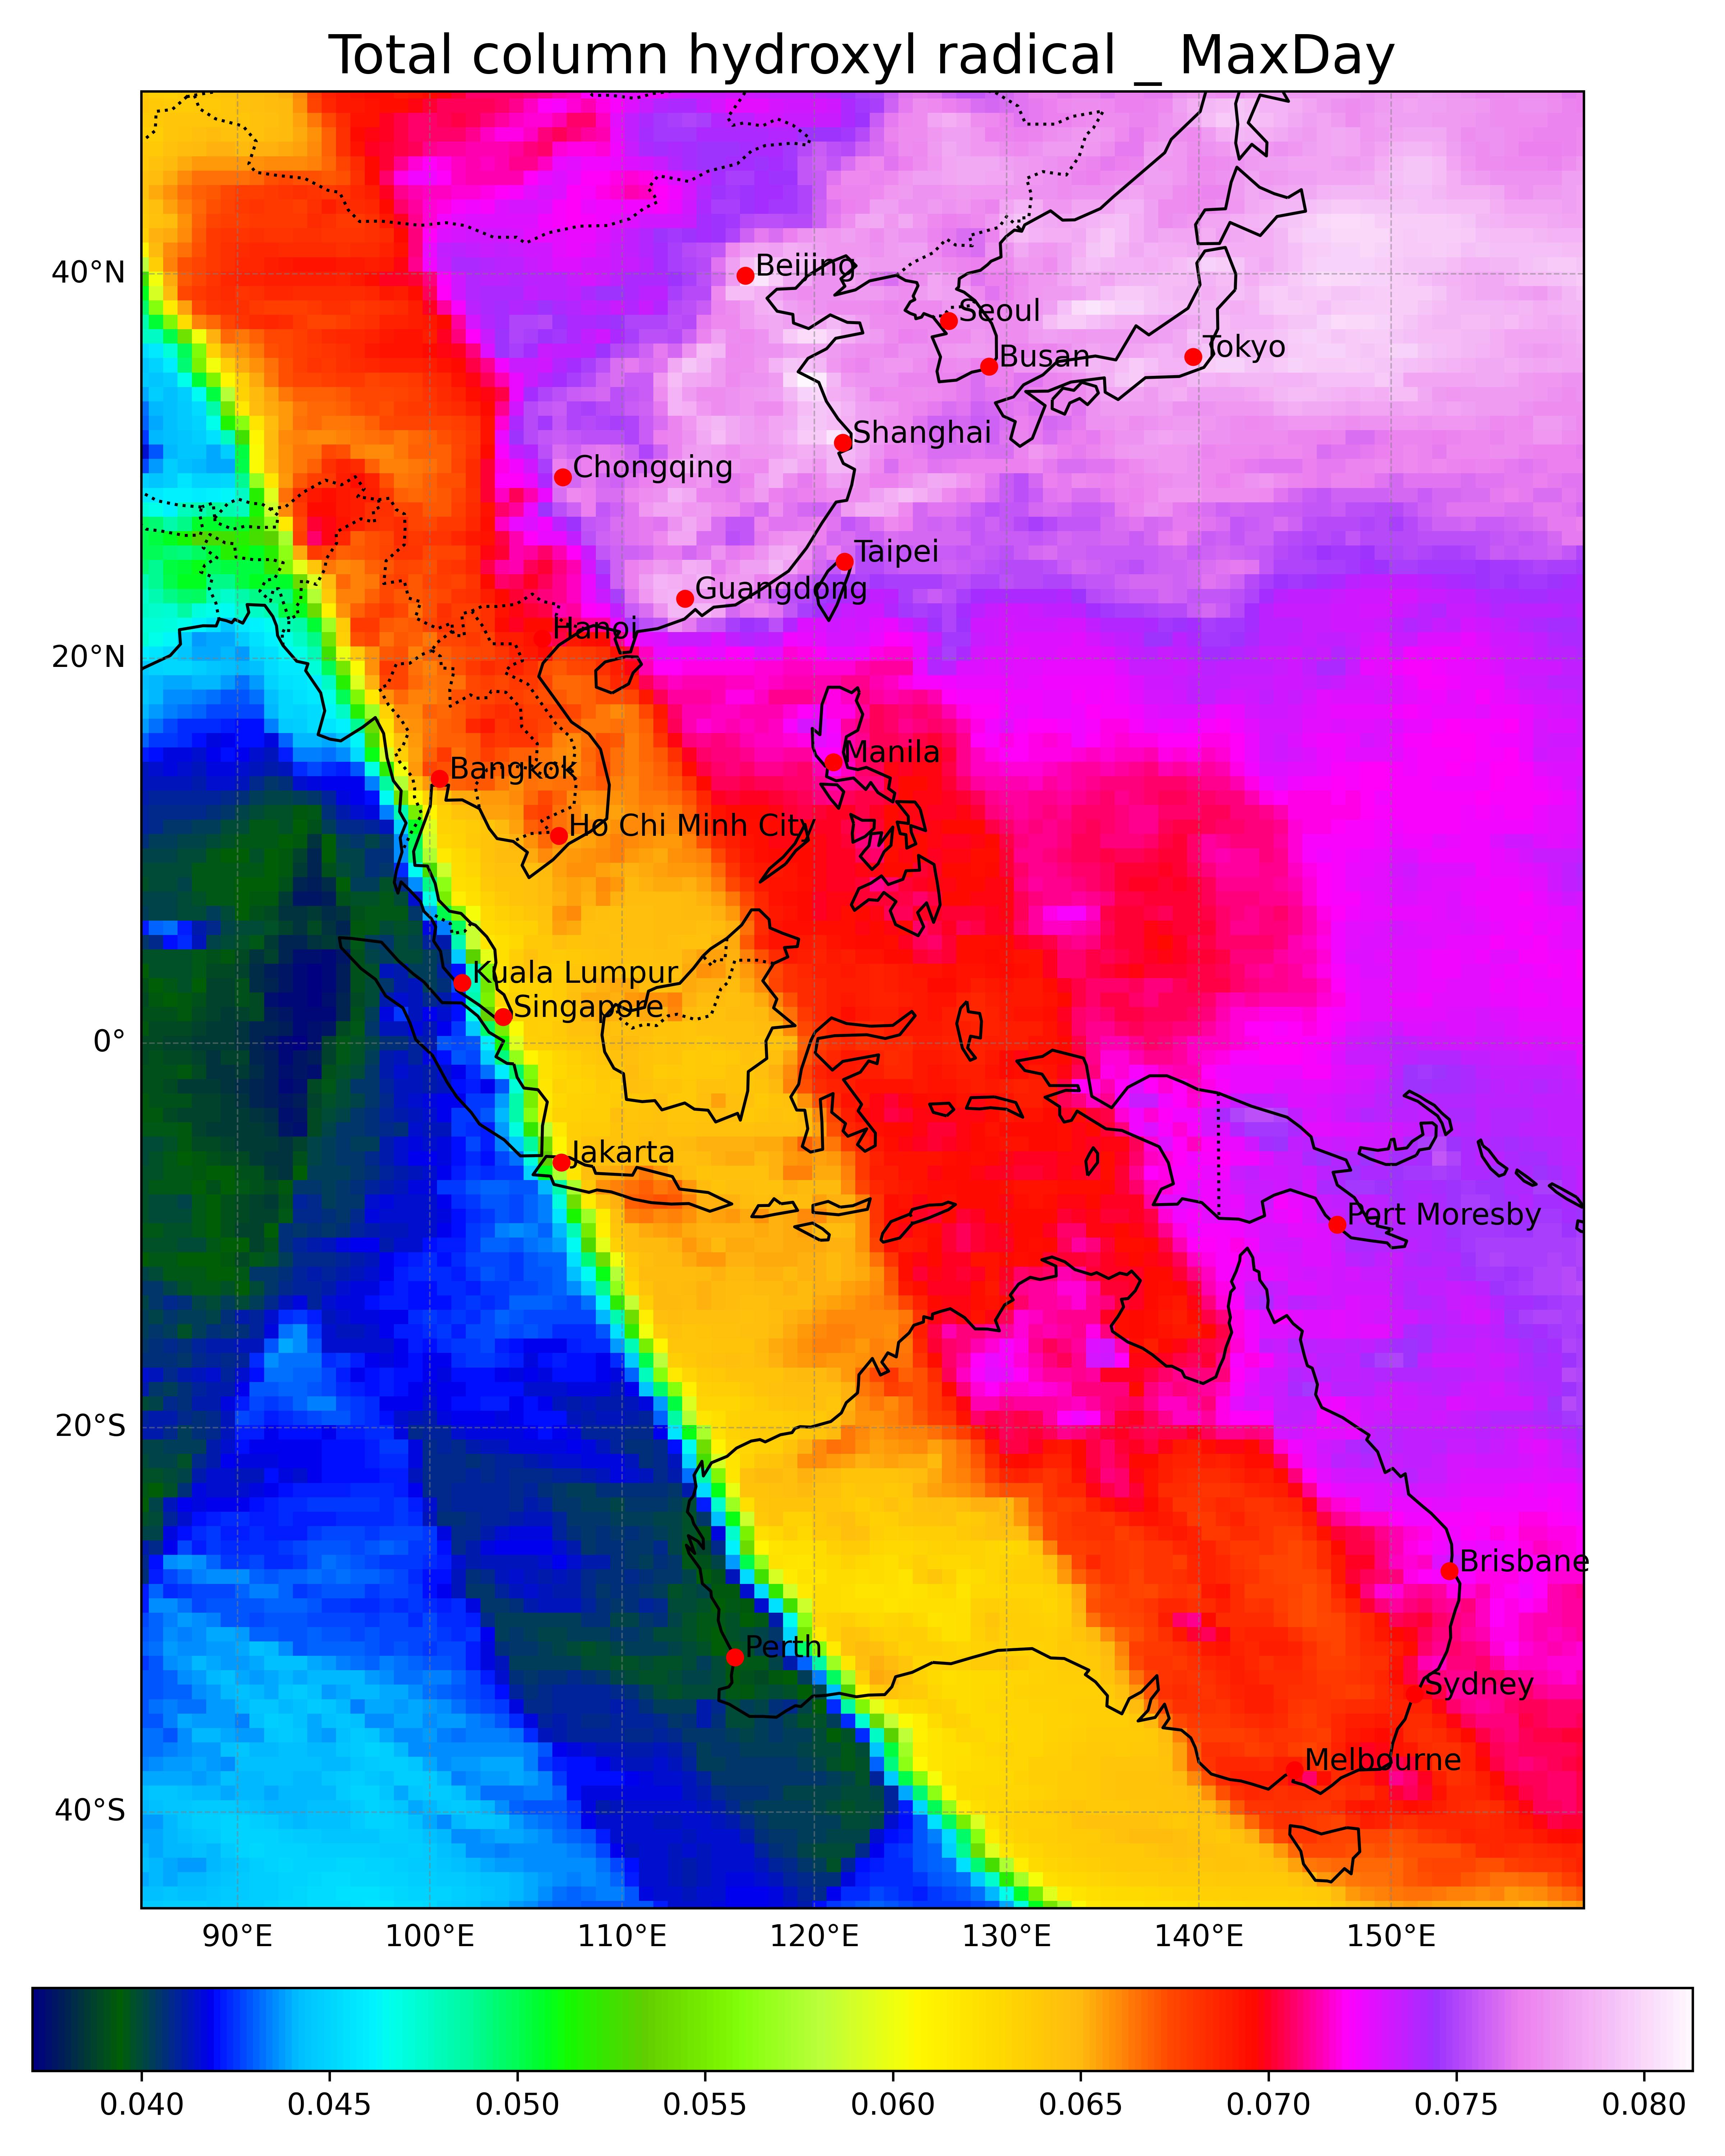 Total column hydroxyl radical _ MaxDay
40°N
20°N
0°
20°S
40°S
Beijing
Seoul
Tokyo
Busan
Shanghai
Chongqing
Taipei
Guangdong
Hanoi
Manila
Bangkok
Ho Chi Minh City
Kuala Lumpur
Singapore
Jakarta
Port Moresby
Brisbane
Perth
Sydney
Melbourne
90°E 100°E 110°E 120°E 130°E 140°E 150°E
0.040 0.045 0.050 0.055 0.060 0.065 0.070 0.075 0.080